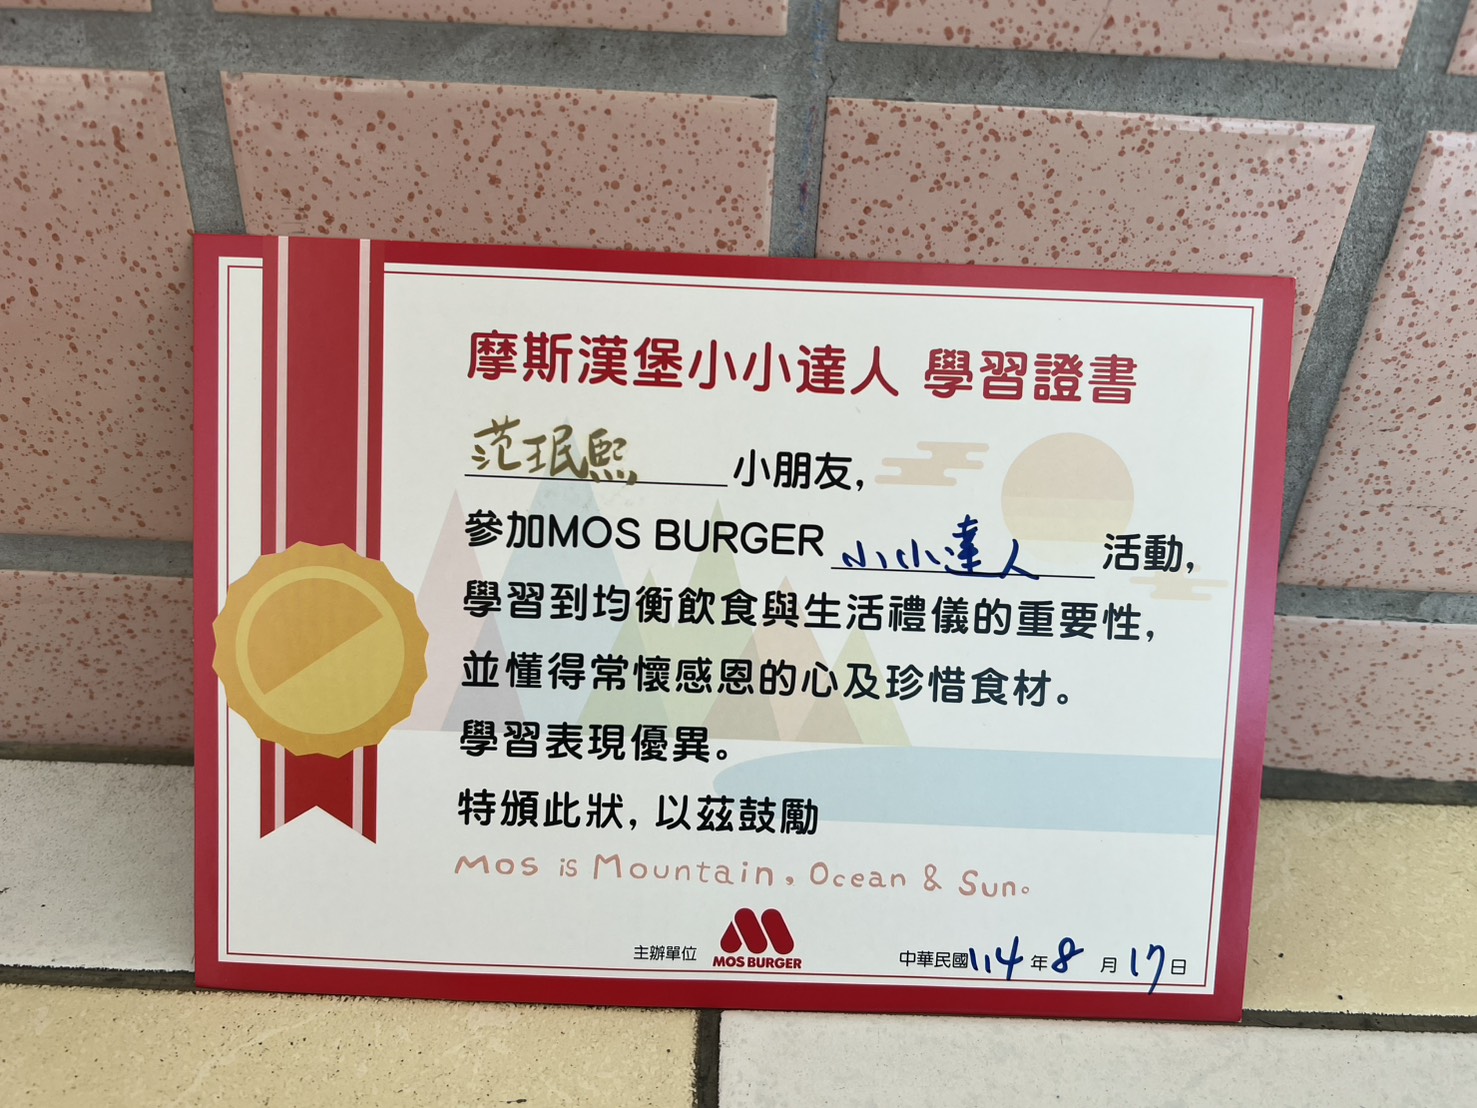 摩斯漢堡小小達人 學習證書
范珉熙 小朋友,
參加MOS BURGER 小小達人 活動,
學習到均衡飲食與生活禮儀的重要性,
並懂得常懷感恩的心及珍惜食材。
學習表現優異。
特頒此狀, 以茲鼓勵
Mos is Mountain, Ocean & Sun。
主辦單位 MOS BURGER 中華民國114年8月17日